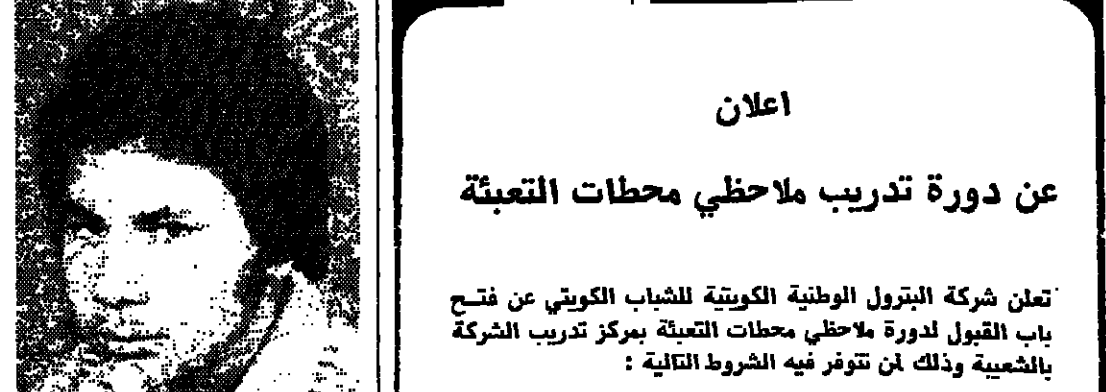 اعلان
عن دورة تدريب ملاحظي محطات التعبئة
تعلن شركة البترول الوطنية الكويتية للشباب الكويتي عن فتـح
باب القبول لدورة ملاحظي محطات التعبئة بمركز تدريب الشركة
بالشعيبة وذلك لمن تتوفر فيه الشروط التالية :